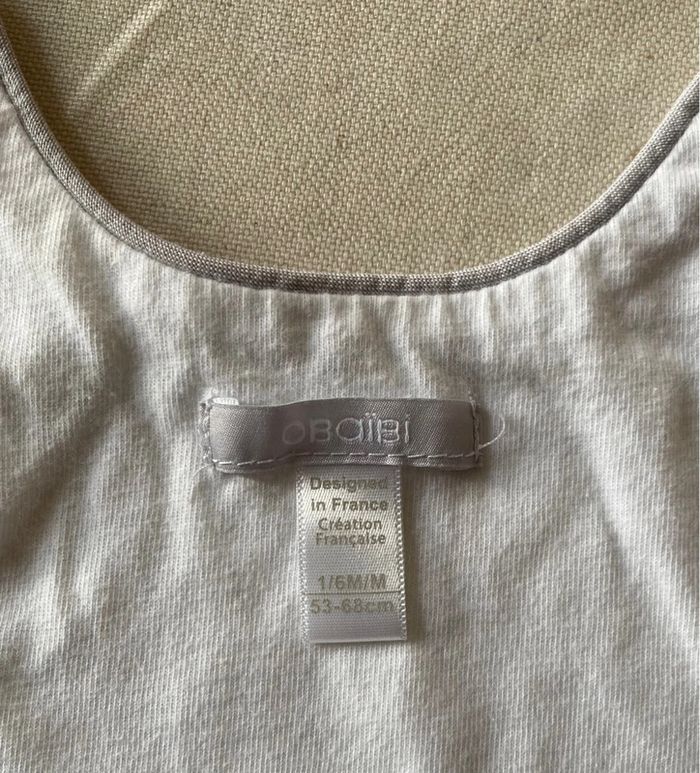 OBaïBi
Designed
in France
Création
Française
1/6M/M
53-68cm